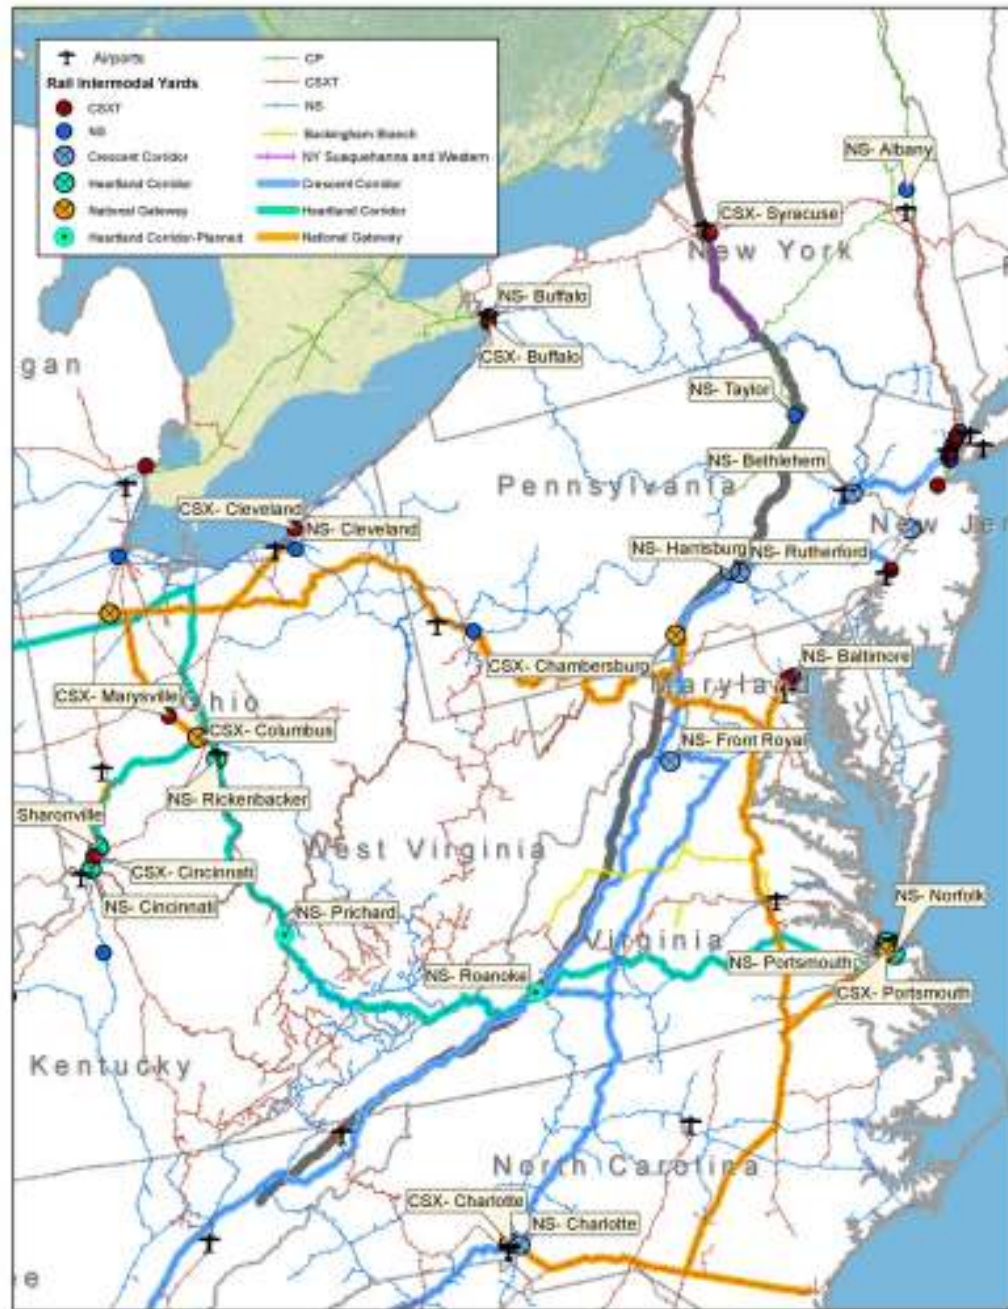 Airports
Rail Intermodal Yards
CSXT
NS
Crescent Corridor
Heartland Corridor
National Gateway
Heartland Corridor-Planned
CP
CSXT
NS
Buckingham Branch
NY Susquehanna and Western
Crescent Corridor
Heartland Corridor
National Gateway
NS- Albany
CSX- Syracuse
New York
NS- Buffalo
CSX- Buffalo
gan
NS- Taylor
NS- Bethlehem
Pennsylvania
CSX- Cleveland
NS- Cleveland
New Je
NS- Harrisburg
NS- Rutherford
CSX- Chambersburg
NS- Baltimore
Maryland
CSX- Marysville
Ohio
CSX- Columbus
NS- Front Royal
NS- Rickenbacker
Sharonville
West Virginia
CSX- Cincinnati
NS- Cincinnati
NS- Prichard
NS- Norfolk
Virginia
NS- Portsmouth
NS- Roanoke
CSX- Portsmouth
Kentucky
North Carolina
CSX- Charlotte
NS- Charlotte
ee